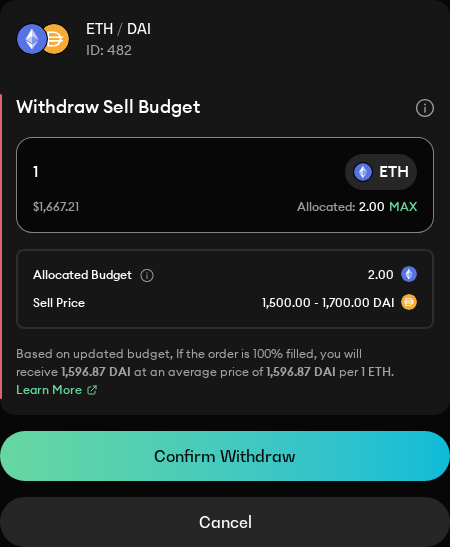 ETH / DAI
ID: 482
Withdraw Sell Budget
1
ETH
$1,667.21
Allocated: 2.00 MAX
Allocated Budget
2.00
Sell Price
1,500.00 - 1,700.00 DAI
Based on updated budget, If the order is 100% filled, you will
receive 1,596.87 DAI at an average price of 1,596.87 DAI per 1 ETH.
Learn More
Confirm Withdraw
Cancel